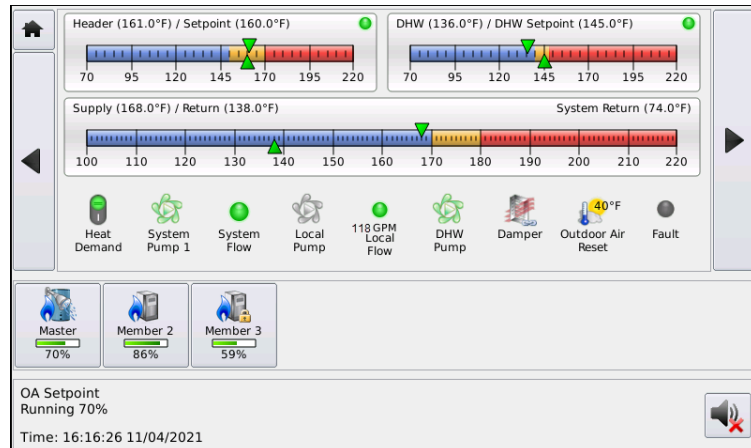 Header (161.0°F) / Setpoint (160.0°F)
70 95 120 145 170 195 220
DHW (136.0°F) / DHW Setpoint (145.0°F)
70 95 120 145 170 195 220
Supply (168.0°F) / Return (138.0°F) System Return (74.0°F)
100 110 120 130 140 150 160 170 180 190 200 210 220
Heat
Demand
System
Pump 1
System
Flow
Local
Pump
118 GPM
Local
Flow
DHW
Pump
Damper
40°F
Outdoor Air
Reset
Fault
Master
70%
Member 2
86%
Member 3
59%
OA Setpoint
Running 70%
Time: 16:16:26 11/04/2021